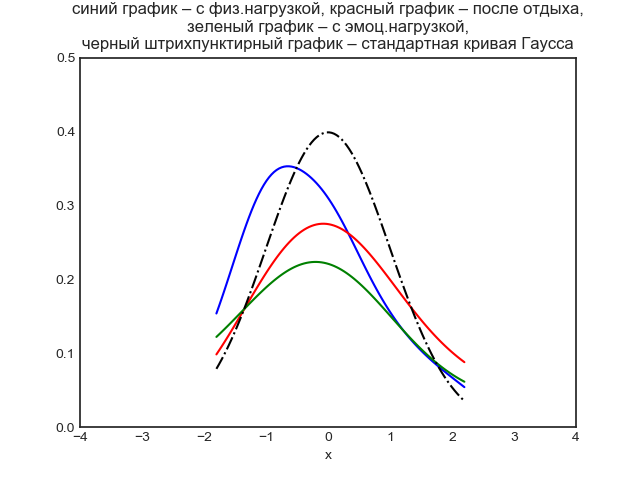 синий график – с физ.нагрузкой, красный график – после отдыха,
зеленый график – с эмоц.нагрузкой,
черный штрихпунктирный график – стандартная кривая Гаусса
0.5
0.4
0.3
0.2
0.1
0.0
−4 −3 −2 −1 0 1 2 3 4
x